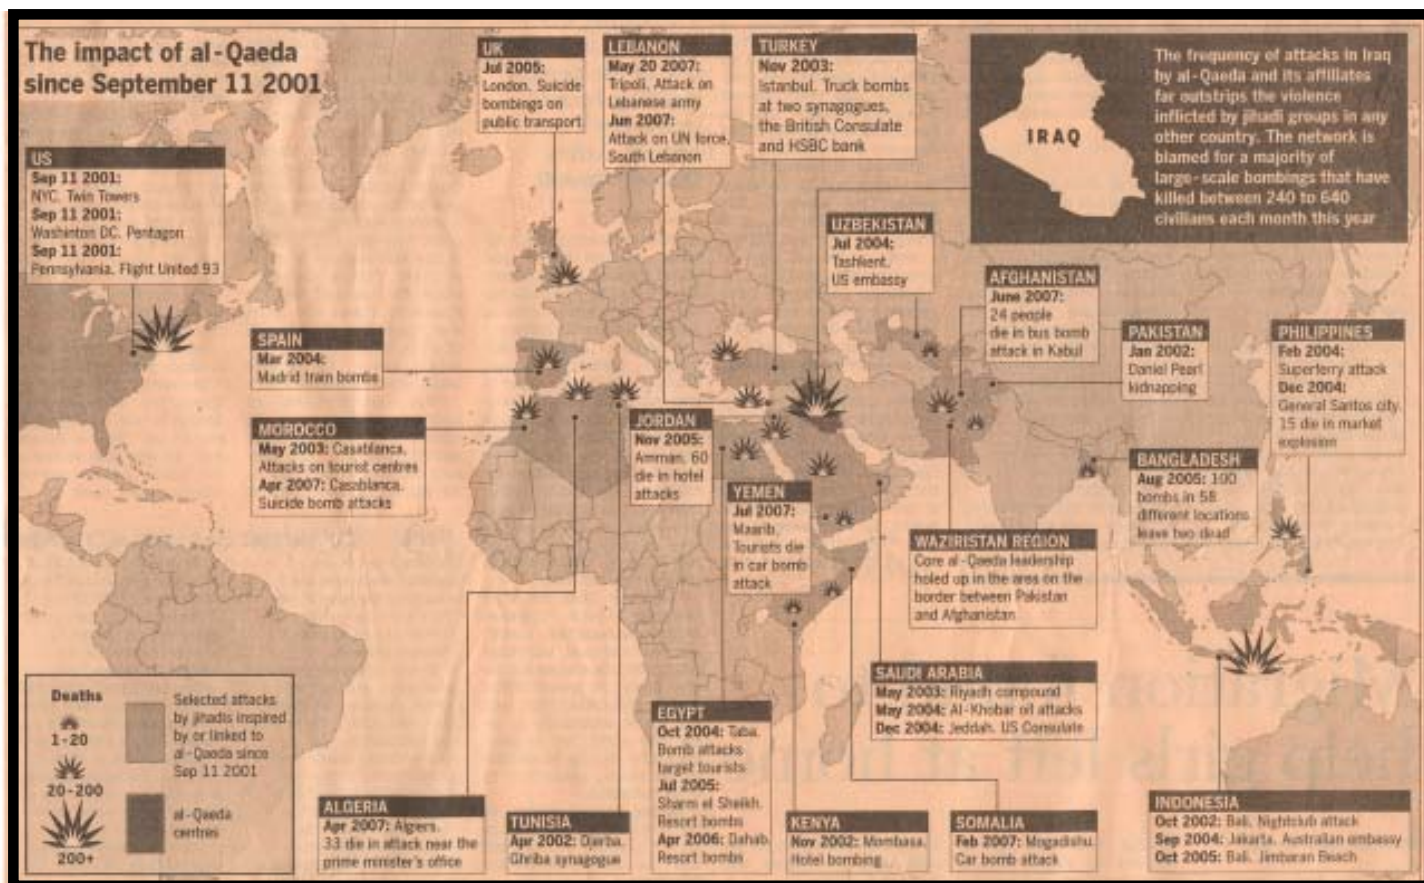 The impact of al-Qaeda
since September 11 2001
US
Sep 11 2001:
NYC. Twin Towers
Sep 11 2001:
Washinton DC. Pentagon
Sep 11 2001:
Pennsylvania. Flight United 93
UK
Jul 2005:
London. Suicide
bombings on
public transport
LEBANON
May 20 2007:
Tripoli. Attack on
Lebanese army
Jun 2007:
Attack on UN force,
South Lebanon
TURKEY
Nov 2003:
Istanbul. Truck bombs
at two synagogues,
the British Consulate
and HSBC bank
IRAQ
The frequency of attacks in Iraq
by al-Qaeda and its affiliates
far outstrips the violence
inflicted by jihadi groups in any
other country. The network is
blamed for a majority of
large-scale bombings that have
killed between 240 to 640
civilians each month this year
UZBEKISTAN
Jul 2004:
Tashkent.
US embassy
AFGHANISTAN
June 2007:
24 people
die in bus bomb
attack in Kabul
PAKISTAN
Jan 2002:
Daniel Pearl
kidnapping
PHILIPPINES
Feb 2004:
Superferry attack
Dec 2004:
General Santos city.
15 die in market
explosion
SPAIN
Mar 2004:
Madrid train bombs
MOROCCO
May 2003: Casablanca.
Attacks on tourist centres
Apr 2007: Casablanca.
Suicide bomb attacks
JORDAN
Nov 2005:
Amman. 60
die in hotel
attacks
YEMEN
Jul 2007:
Maarib.
Tourists die
in car bomb
attack
BANGLADESH
Aug 2005: 100
bombs in 58
different locations
leave two dead
WAZIRISTAN REGION
Core al-Qaeda leadership
holed up in the area on the
border between Pakistan
and Afghanistan
SAUDI ARABIA
May 2003: Riyadh compound
May 2004: Al-Khobar oil attacks
Dec 2004: Jeddah. US Consulate
EGYPT
Oct 2004: Taba.
Bomb attacks
target tourists
Jul 2005:
Sharm el Sheikh.
Resort bombs
Apr 2006: Dahab.
Resort bombs
Deaths
1-20
20-200
200+
Selected attacks
by jihadis inspired
by or linked to
al-Qaeda since
Sep 11 2001
al-Qaeda
centres
ALGERIA
Apr 2007: Algiers.
33 die in attack near the
prime minister's office
TUNISIA
Apr 2002: Djerba.
Ghriba synagogue
KENYA
Nov 2002: Mombasa.
Hotel bombing
SOMALIA
Feb 2007: Mogadishu.
Car bomb attack
INDONESIA
Oct 2002: Bali. Nightclub attack
Sep 2004: Jakarta. Australian embassy
Oct 2005: Bali. Jimbaran Beach